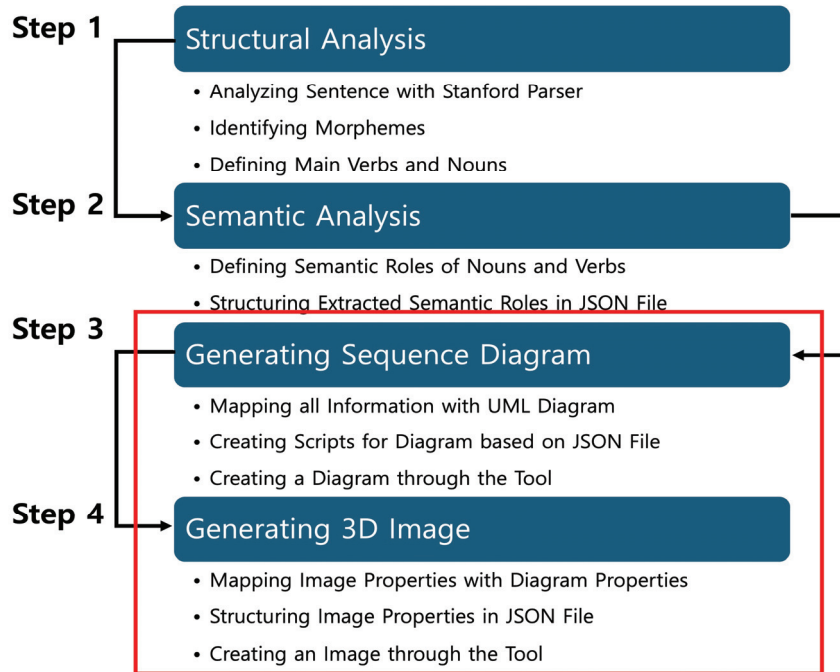 Step 1
Structural Analysis
• Analyzing Sentence with Stanford Parser
• Identifying Morphemes
• Defining Main Verbs and Nouns
Step 2
Semantic Analysis
• Defining Semantic Roles of Nouns and Verbs
• Structuring Extracted Semantic Roles in JSON File
Step 3
Generating Sequence Diagram
• Mapping all Information with UML Diagram
• Creating Scripts for Diagram based on JSON File
• Creating a Diagram through the Tool
Step 4
Generating 3D Image
• Mapping Image Properties with Diagram Properties
• Structuring Image Properties in JSON File
• Creating an Image through the Tool